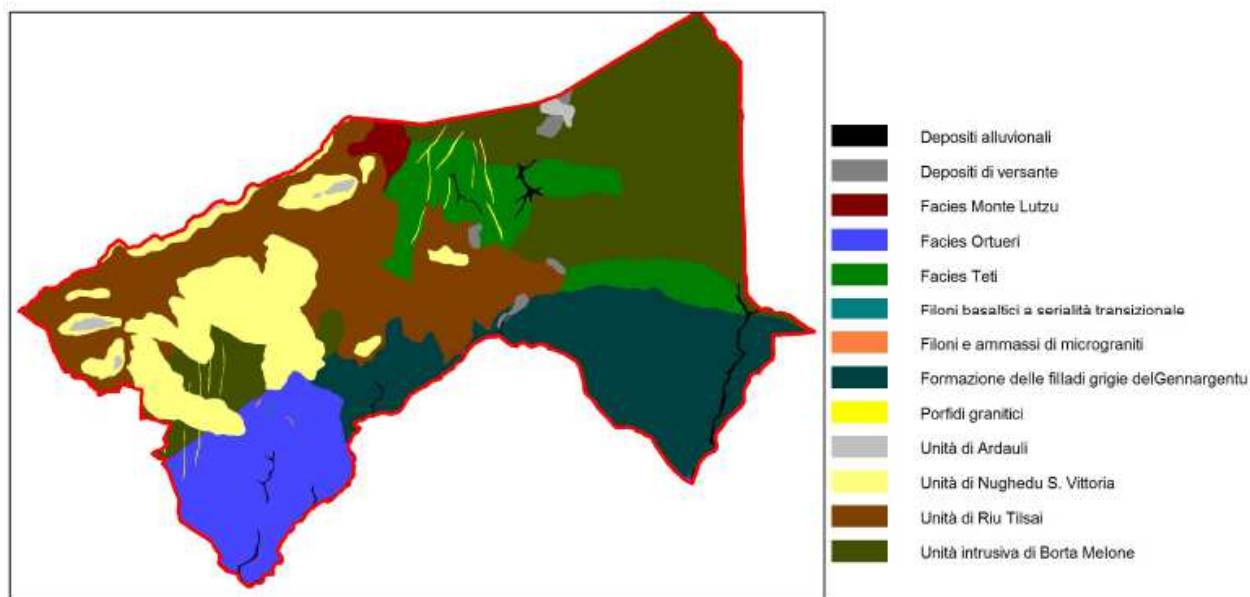 Depositi alluvionali
Depositi di versante
Facies Monte Lutzu
Facies Ortueri
Facies Teti
Filoni basaltici a serialità transizionale
Filoni e ammassi di micrograniti
Formazione delle filladi grigie delGennargentu
Porfidi granitici
Unità di Ardauli
Unità di Nughedu S. Vittoria
Unità di Riu Tilsai
Unità intrusiva di Borta Melone